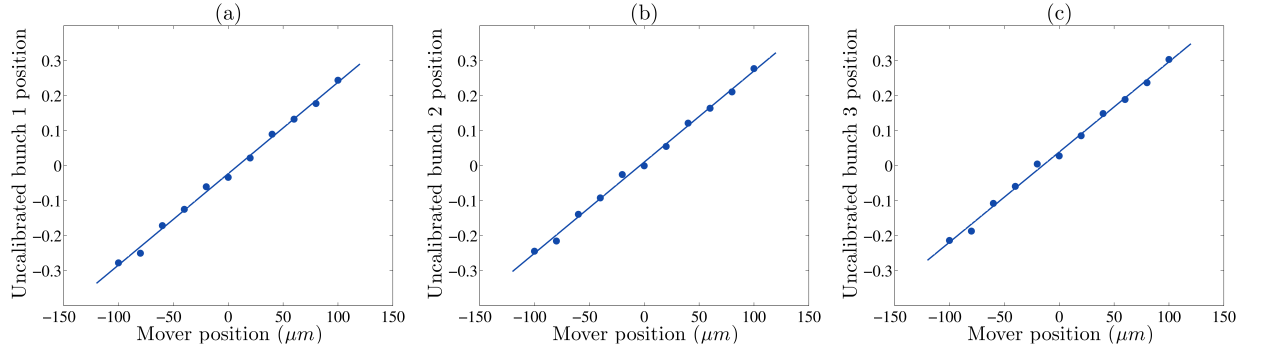 (a)
Uncalibrated bunch 1 position
0.3
0.2
0.1
0
−0.1
−0.2
−0.3
−150 −100 −50 0 50 100 150
Mover position (μm)
(b)
Uncalibrated bunch 2 position
0.3
0.2
0.1
0
−0.1
−0.2
−0.3
−150 −100 −50 0 50 100 150
Mover position (μm)
(c)
Uncalibrated bunch 3 position
0.3
0.2
0.1
0
−0.1
−0.2
−0.3
−150 −100 −50 0 50 100 150
Mover position (μm)